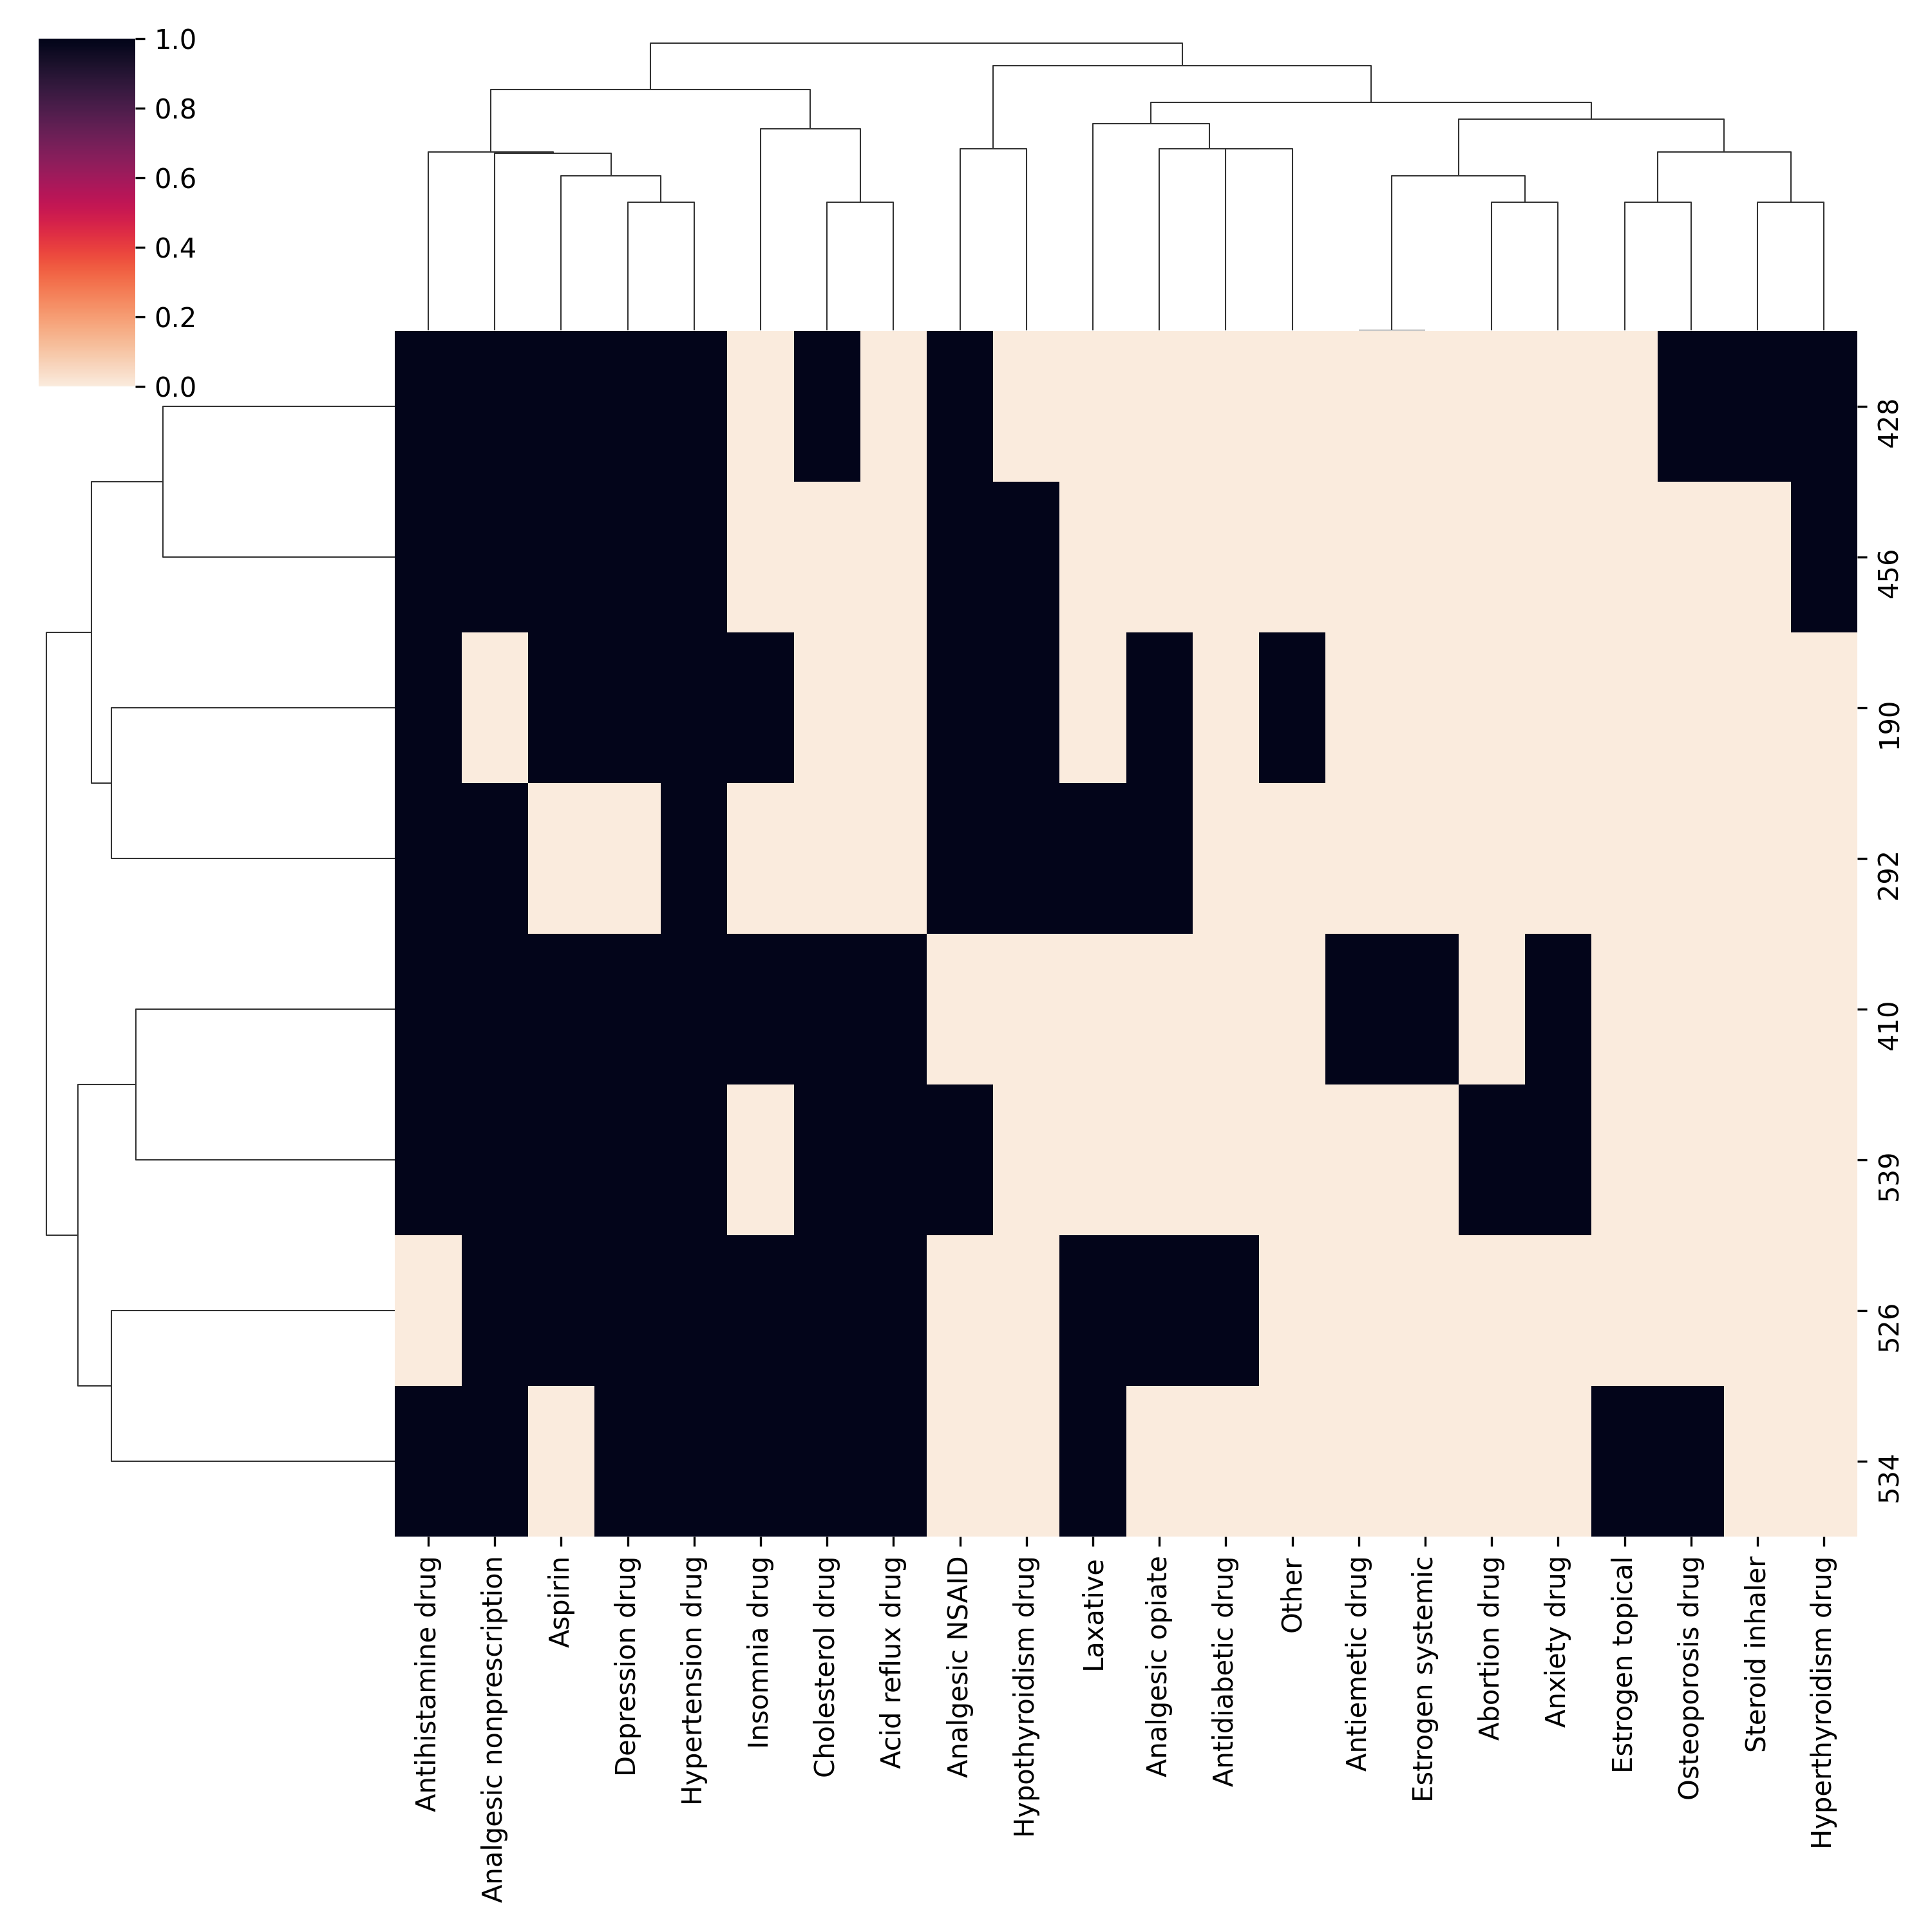 1.0
0.8
0.6
0.4
0.2
0.0
428
456
190
292
410
539
526
534
Antihistamine drug
Analgesic nonprescription
Aspirin
Depression drug
Hypertension drug
Insomnia drug
Cholesterol drug
Acid reflux drug
Analgesic NSAID
Hypothyroidism drug
Laxative
Analgesic opiate
Antidiabetic drug
Other
Antiemetic drug
Estrogen systemic
Abortion drug
Anxiety drug
Estrogen topical
Osteoporosis drug
Steroid inhaler
Hyperthyroidism drug